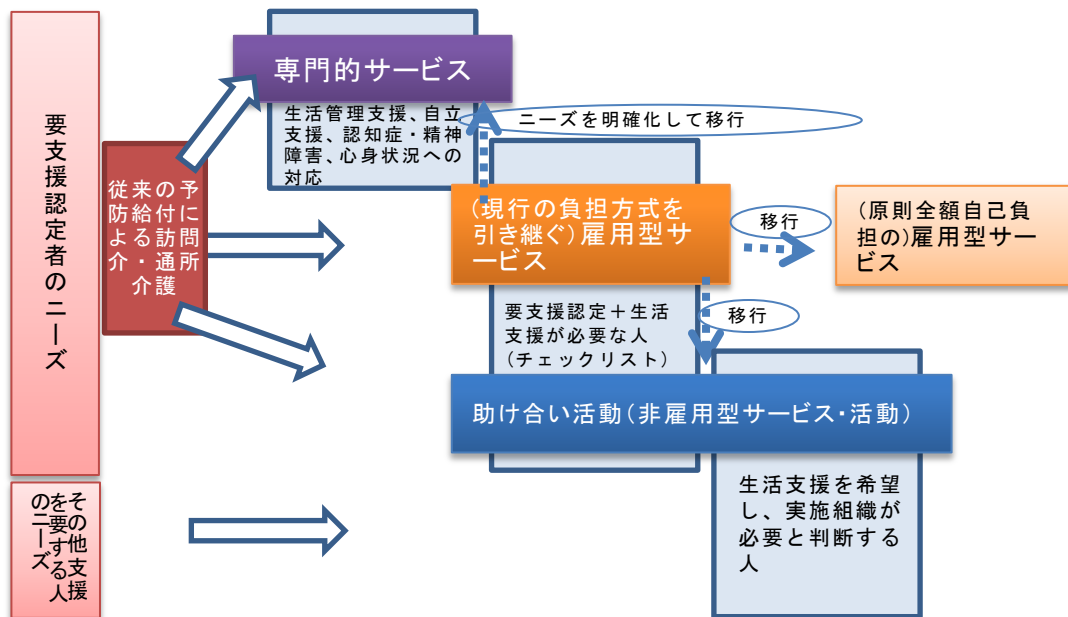 要支援認定者のニーズ
従来の予
防給付に
よる訪問
介・通所
介護
専門的サービス
生活管理支援、自立
支援、認知症・精神
障害、心身状況への
対応
ニーズを明確化して移行
(現行の負担方式を
引き継ぐ)雇用型サ
ービス
移行
(原則全額自己負
担の)雇用型サー
ビス
要支援認定＋生活
支援が必要な人
(チェックリスト)
移行
助け合い活動(非雇用型サービス・活動)
生活支援を希望
し、実施組織が
必要と判断する
人
その他支援
を要する人
のニーズ